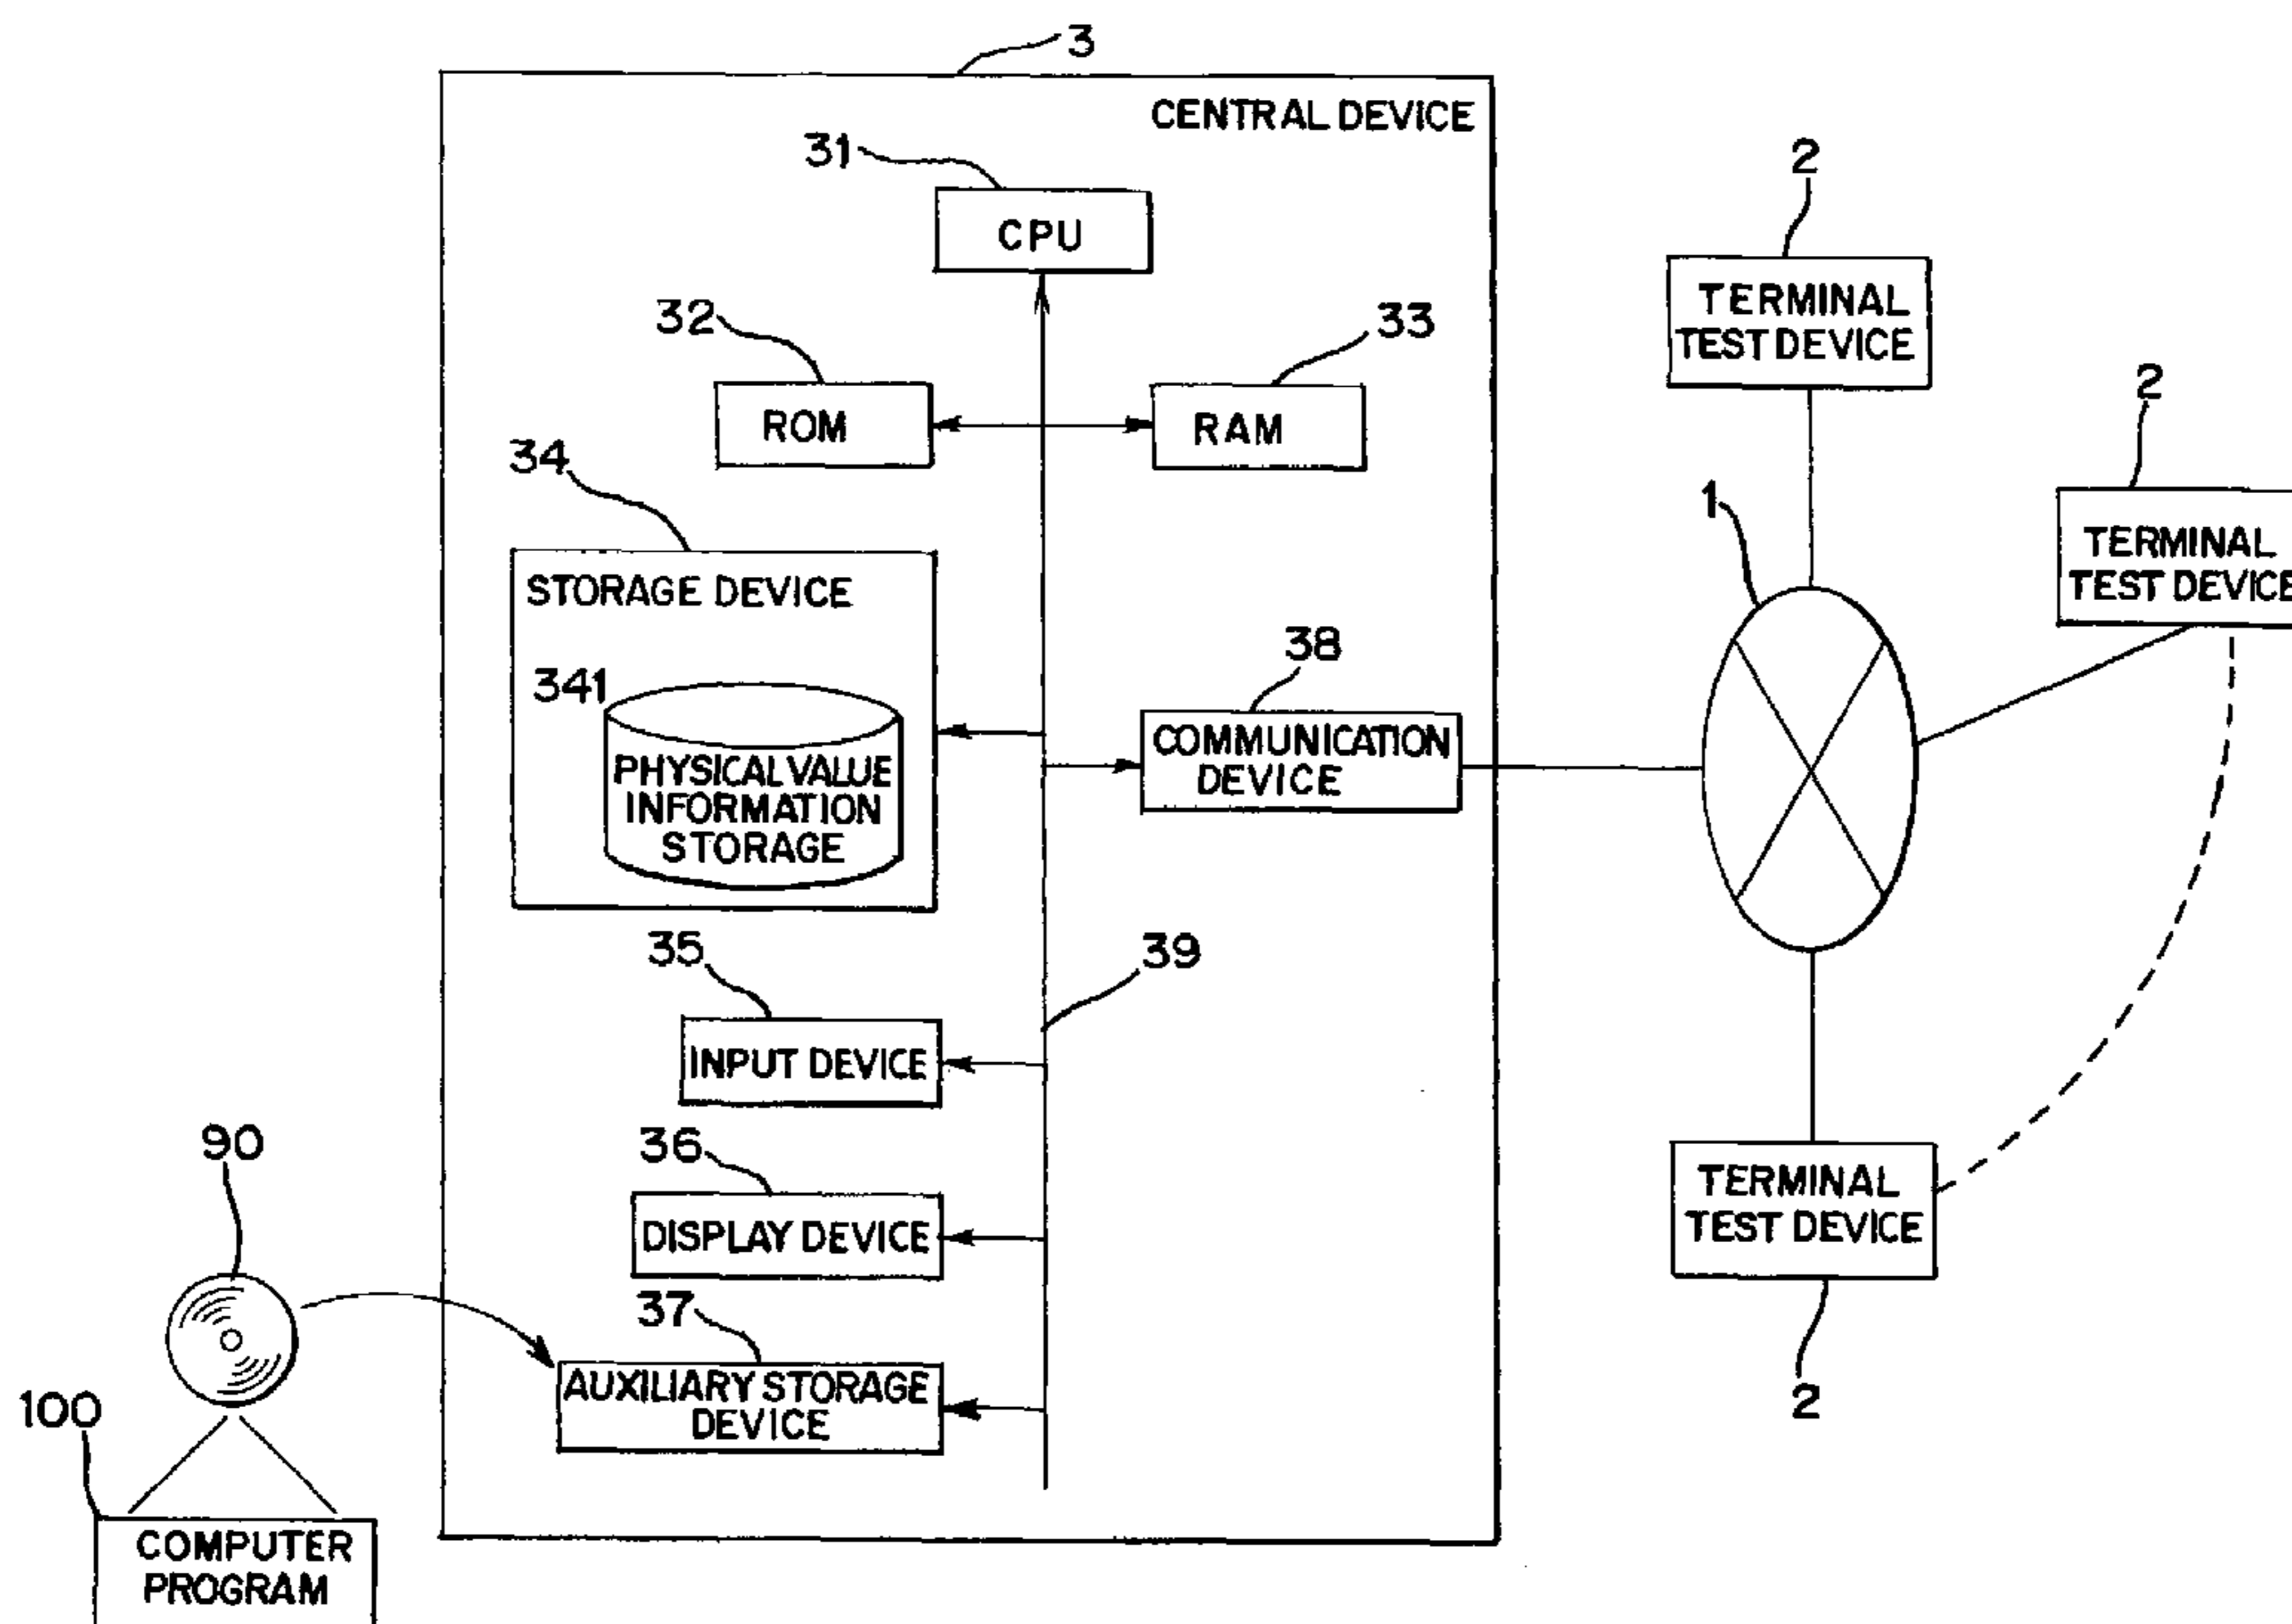 3
CENTRAL DEVICE
31
CPU
2
TERMINAL
TEST DEVICE
32
33
ROM
RAM
2
TERMINAL
TEST DEVICE
34
STORAGE DEVICE
341
PHYSICAL VALUE
INFORMATION
STORAGE
1
38
COMMUNICATION
DEVICE
35
39
INPUT DEVICE
36
DISPLAY DEVICE
TERMINAL
TEST DEVICE
2
90
37
AUXILIARY STORAGE
DEVICE
100
COMPUTER
PROGRAM